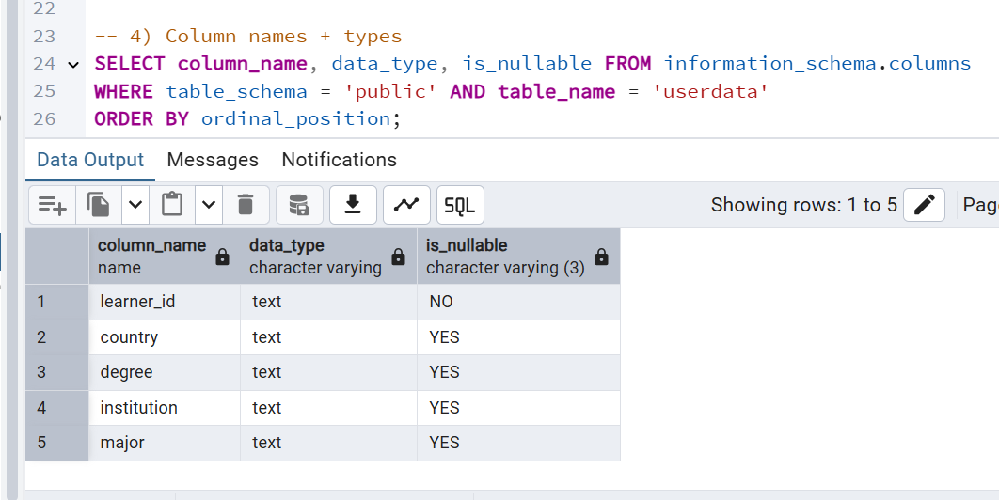 22
23 -- 4) Column names + types
24 SELECT column_name, data_type, is_nullable FROM information_schema.columns
25 WHERE table_schema = 'public' AND table_name = 'userdata'
26 ORDER BY ordinal_position;
Data Output Messages Notifications
SQL Showing rows: 1 to 5
column_name data_type is_nullable
name character varying character varying (3)
1 learner_id text NO
2 country text YES
3 degree text YES
4 institution text YES
5 major text YES